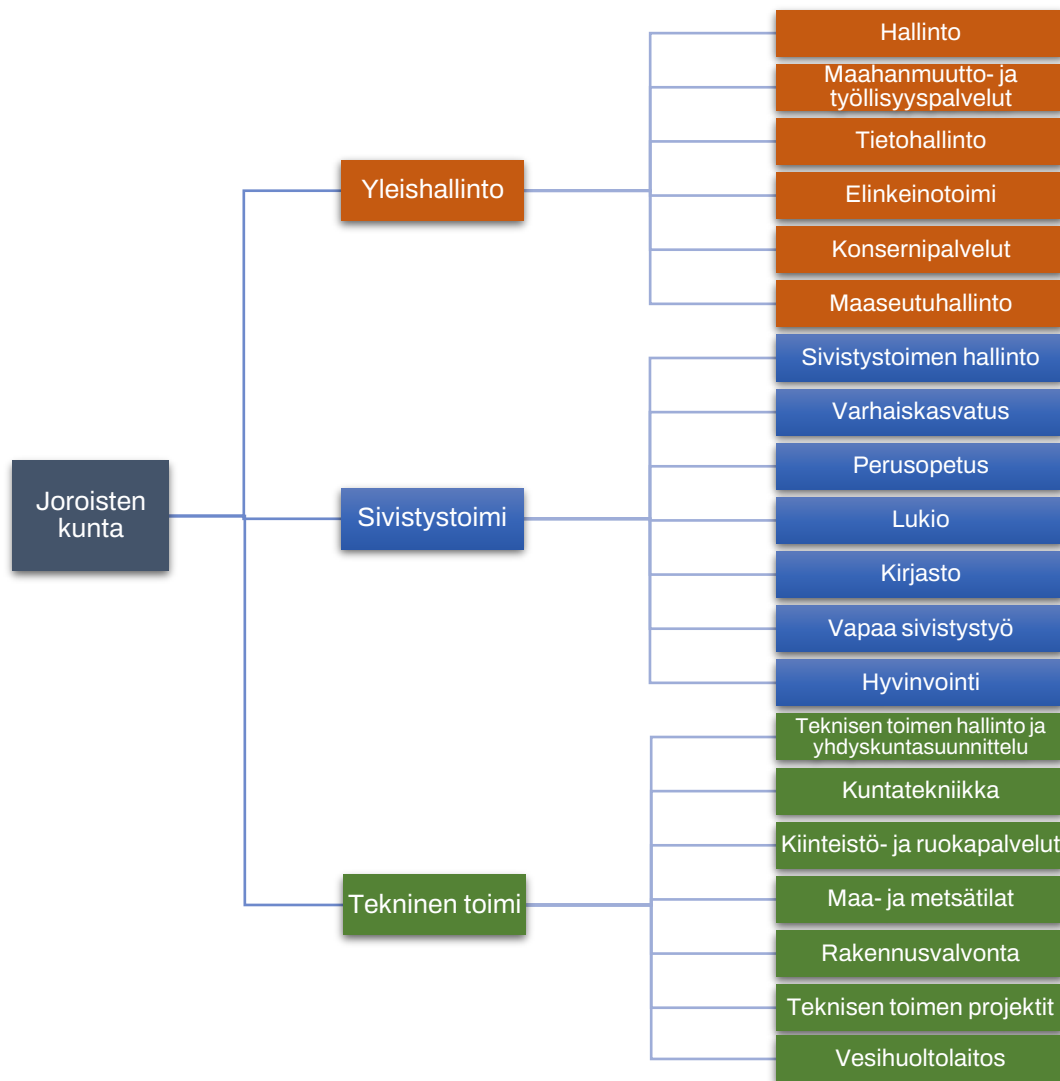 Hallinto
Maahanmuutto- ja
työllisyyspalvelut
Tietohallinto
Yleishallinto
Elinkeinotoimi
Konsernipalvelut
Maaseutuhallinto
Sivistystoimen hallinto
Varhaiskasvatus
Perusopetus
Joroisten
kunta
Sivistystoimi
Lukio
Kirjasto
Vapaa sivistystyö
Hyvinvointi
Teknisen toimen hallinto ja
yhdyskuntasuunnittelu
Kuntatekniikka
Kiinteistö- ja ruokapalvelut
Tekninen toimi
Maa- ja metsätilat
Rakennusvalvonta
Teknisen toimen projektit
Vesihuoltolaitos